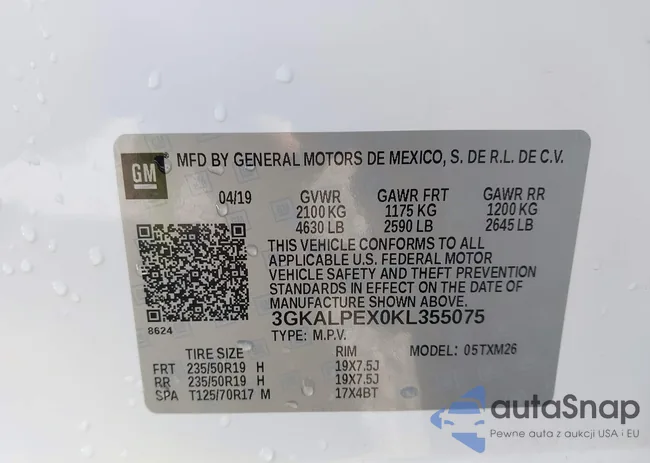 GM MFD BY GENERAL MOTORS DE MEXICO, S. DE R.L. DE C.V.
04/19 GVWR GAWR FRT GAWR RR
2100 KG 1175 KG 1200 KG
4630 LB 2590 LB 2645 LB
THIS VEHICLE CONFORMS TO ALL
APPLICABLE U.S. FEDERAL MOTOR
VEHICLE SAFETY AND THEFT PREVENTION
STANDARDS IN EFFECT ON THE DATE OF
MANUFACTURE SHOWN ABOVE.
8624 3GKALPEX0KL355075
TYPE: M.P.V.
TIRE SIZE RIM MODEL: 05TXM26
FRT 235/50R19 H 19X7.5J
RR 235/50R19 H 19X7.5J
SPA T125/70R17 M 17X4BT
autaSnap
Pewne auta z aukcji USA i EU